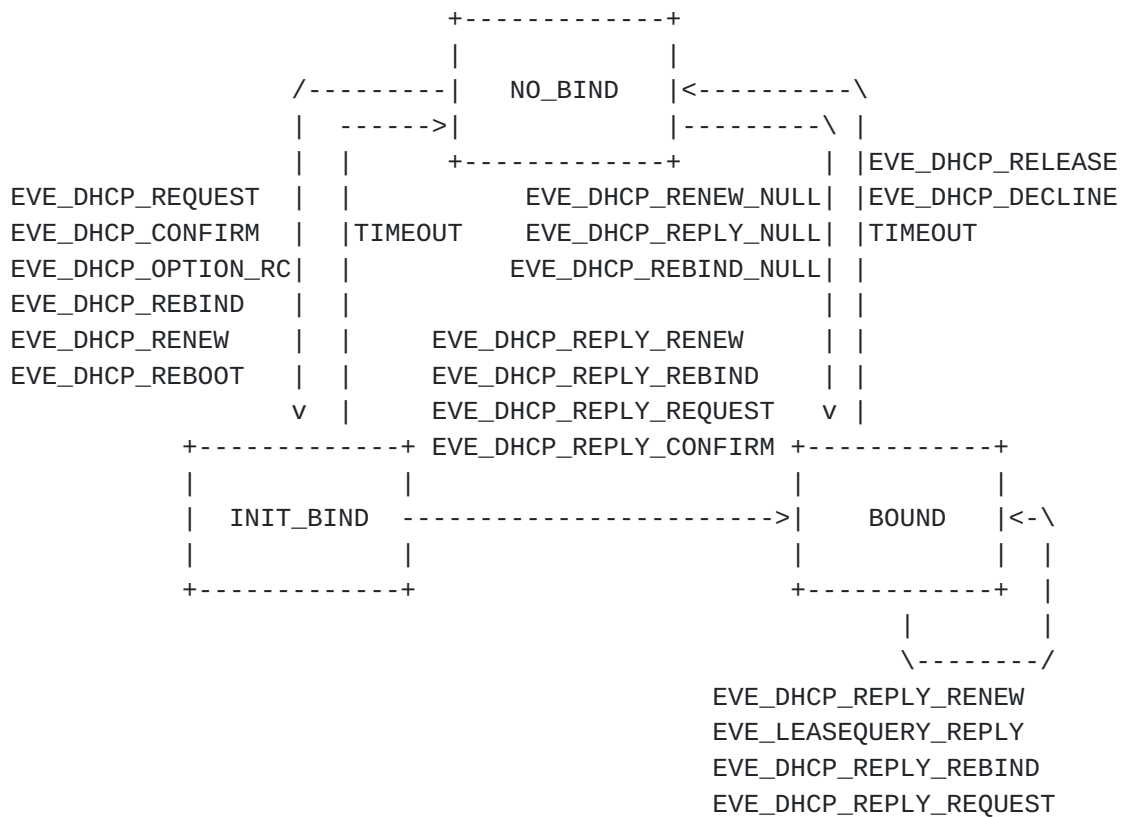 NO_BIND
EVE_DHCP_RELEASE
EVE_DHCP_REQUEST EVE_DHCP_RENEW_NULL EVE_DHCP_DECLINE
EVE_DHCP_CONFIRM TIMEOUT EVE_DHCP_REPLY_NULL TIMEOUT
EVE_DHCP_OPTION_RC EVE_DHCP_REBIND_NULL
EVE_DHCP_REBIND
EVE_DHCP_RENEW EVE_DHCP_REPLY_RENEW
EVE_DHCP_REBOOT EVE_DHCP_REPLY_REBIND
EVE_DHCP_REPLY_REQUEST
EVE_DHCP_REPLY_CONFIRM
INIT_BIND BOUND
EVE_DHCP_REPLY_RENEW
EVE_LEASEQUERY_REPLY
EVE_DHCP_REPLY_REBIND
EVE_DHCP_REPLY_REQUEST